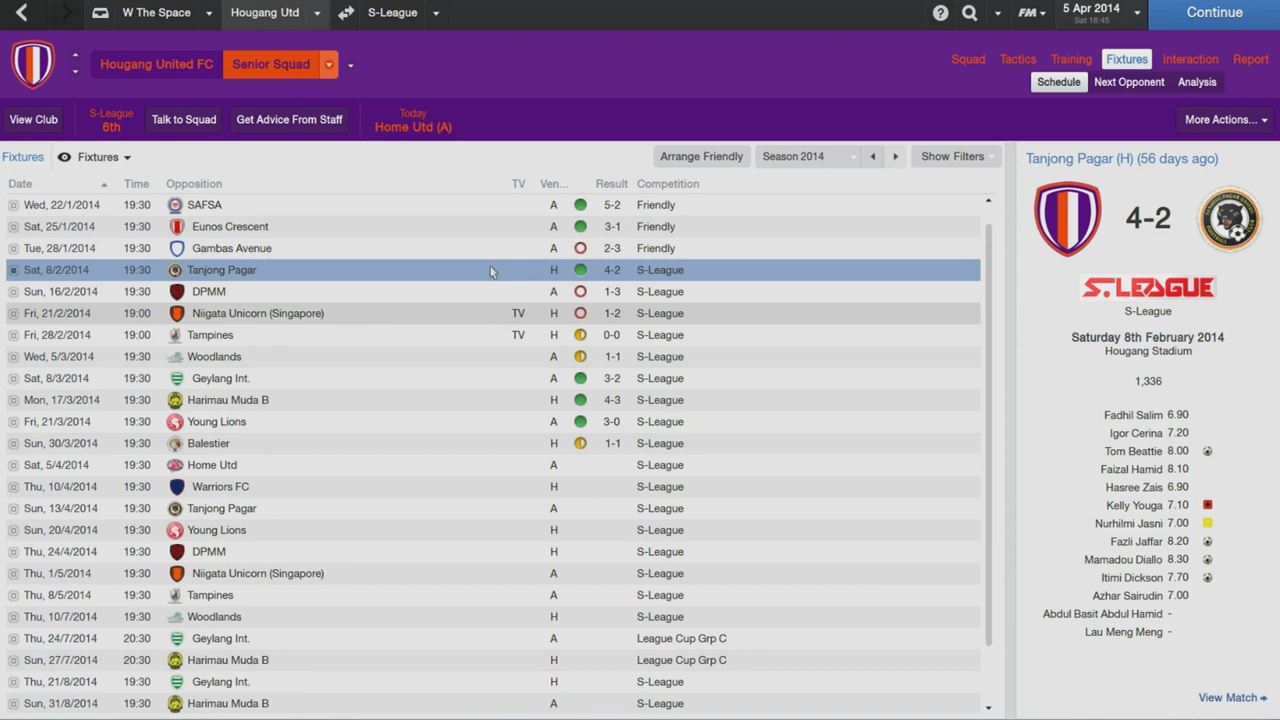 W The Space Hougang Utd S-League FM 5 Apr 2014 Sat 18:45 Continue
Hougang United FC Senior Squad Squad Tactics Training Fixtures Interaction Report
Schedule Next Opponent Analysis
View Club S-League 6th Talk to Squad Get Advice From Staff Today Home Utd (A) More Actions...
Fixtures Fixtures Arrange Friendly Season 2014 Show Filters
Date Time Opposition TV Ven... Result Competition
Wed, 22/1/2014 19:30 SAFSA A 5-2 Friendly
Sat, 25/1/2014 19:30 Eunos Crescent A 3-1 Friendly
Tue, 28/1/2014 19:30 Gambas Avenue A 2-3 Friendly
Sat, 8/2/2014 19:30 Tanjong Pagar H 4-2 S-League
Sun, 16/2/2014 19:30 DPMM A 1-3 S-League
Fri, 21/2/2014 19:00 Niigata Unicorn (Singapore) TV H 1-2 S-League
Fri, 28/2/2014 19:00 Tampines TV H 0-0 S-League
Wed, 5/3/2014 19:30 Woodlands A 1-1 S-League
Sat, 8/3/2014 19:30 Geylang Int. A 3-2 S-League
Mon, 17/3/2014 19:30 Harimau Muda B H 4-3 S-League
Fri, 21/3/2014 19:30 Young Lions A 3-0 S-League
Sun, 30/3/2014 19:30 Balestier H 1-1 S-League
Sat, 5/4/2014 19:30 Home Utd A S-League
Thu, 10/4/2014 19:30 Warriors FC H S-League
Sun, 13/4/2014 19:30 Tanjong Pagar A S-League
Sun, 20/4/2014 19:30 Young Lions H S-League
Thu, 24/4/2014 19:30 DPMM H S-League
Thu, 1/5/2014 19:30 Niigata Unicorn (Singapore) A S-League
Thu, 8/5/2014 19:30 Tampines A S-League
Thu, 10/7/2014 19:30 Woodlands H S-League
Thu, 24/7/2014 20:30 Geylang Int. A League Cup Grp C
Sun, 27/7/2014 20:30 Harimau Muda B H League Cup Grp C
Thu, 21/8/2014 19:30 Geylang Int. H S-League
Sun, 31/8/2014 19:30 Harimau Muda B A S-League
Tanjong Pagar (H) (56 days ago)
4-2
S.LEAGUE
S-League
Saturday 8th February 2014
Hougang Stadium
1,336
Fadhil Salim 6.90
Igor Cerina 7.20
Tom Beattie 8.00
Faizal Hamid 8.10
Hasree Zais 6.90
Kelly Youga 7.10
Nurhilmi Jasni 7.00
Fazli Jaffar 8.20
Mamadou Diallo 8.30
Itimi Dickson 7.70
Azhar Sairudin 7.00
Abdul Basit Abdul Hamid -
Lau Meng Meng -
View Match